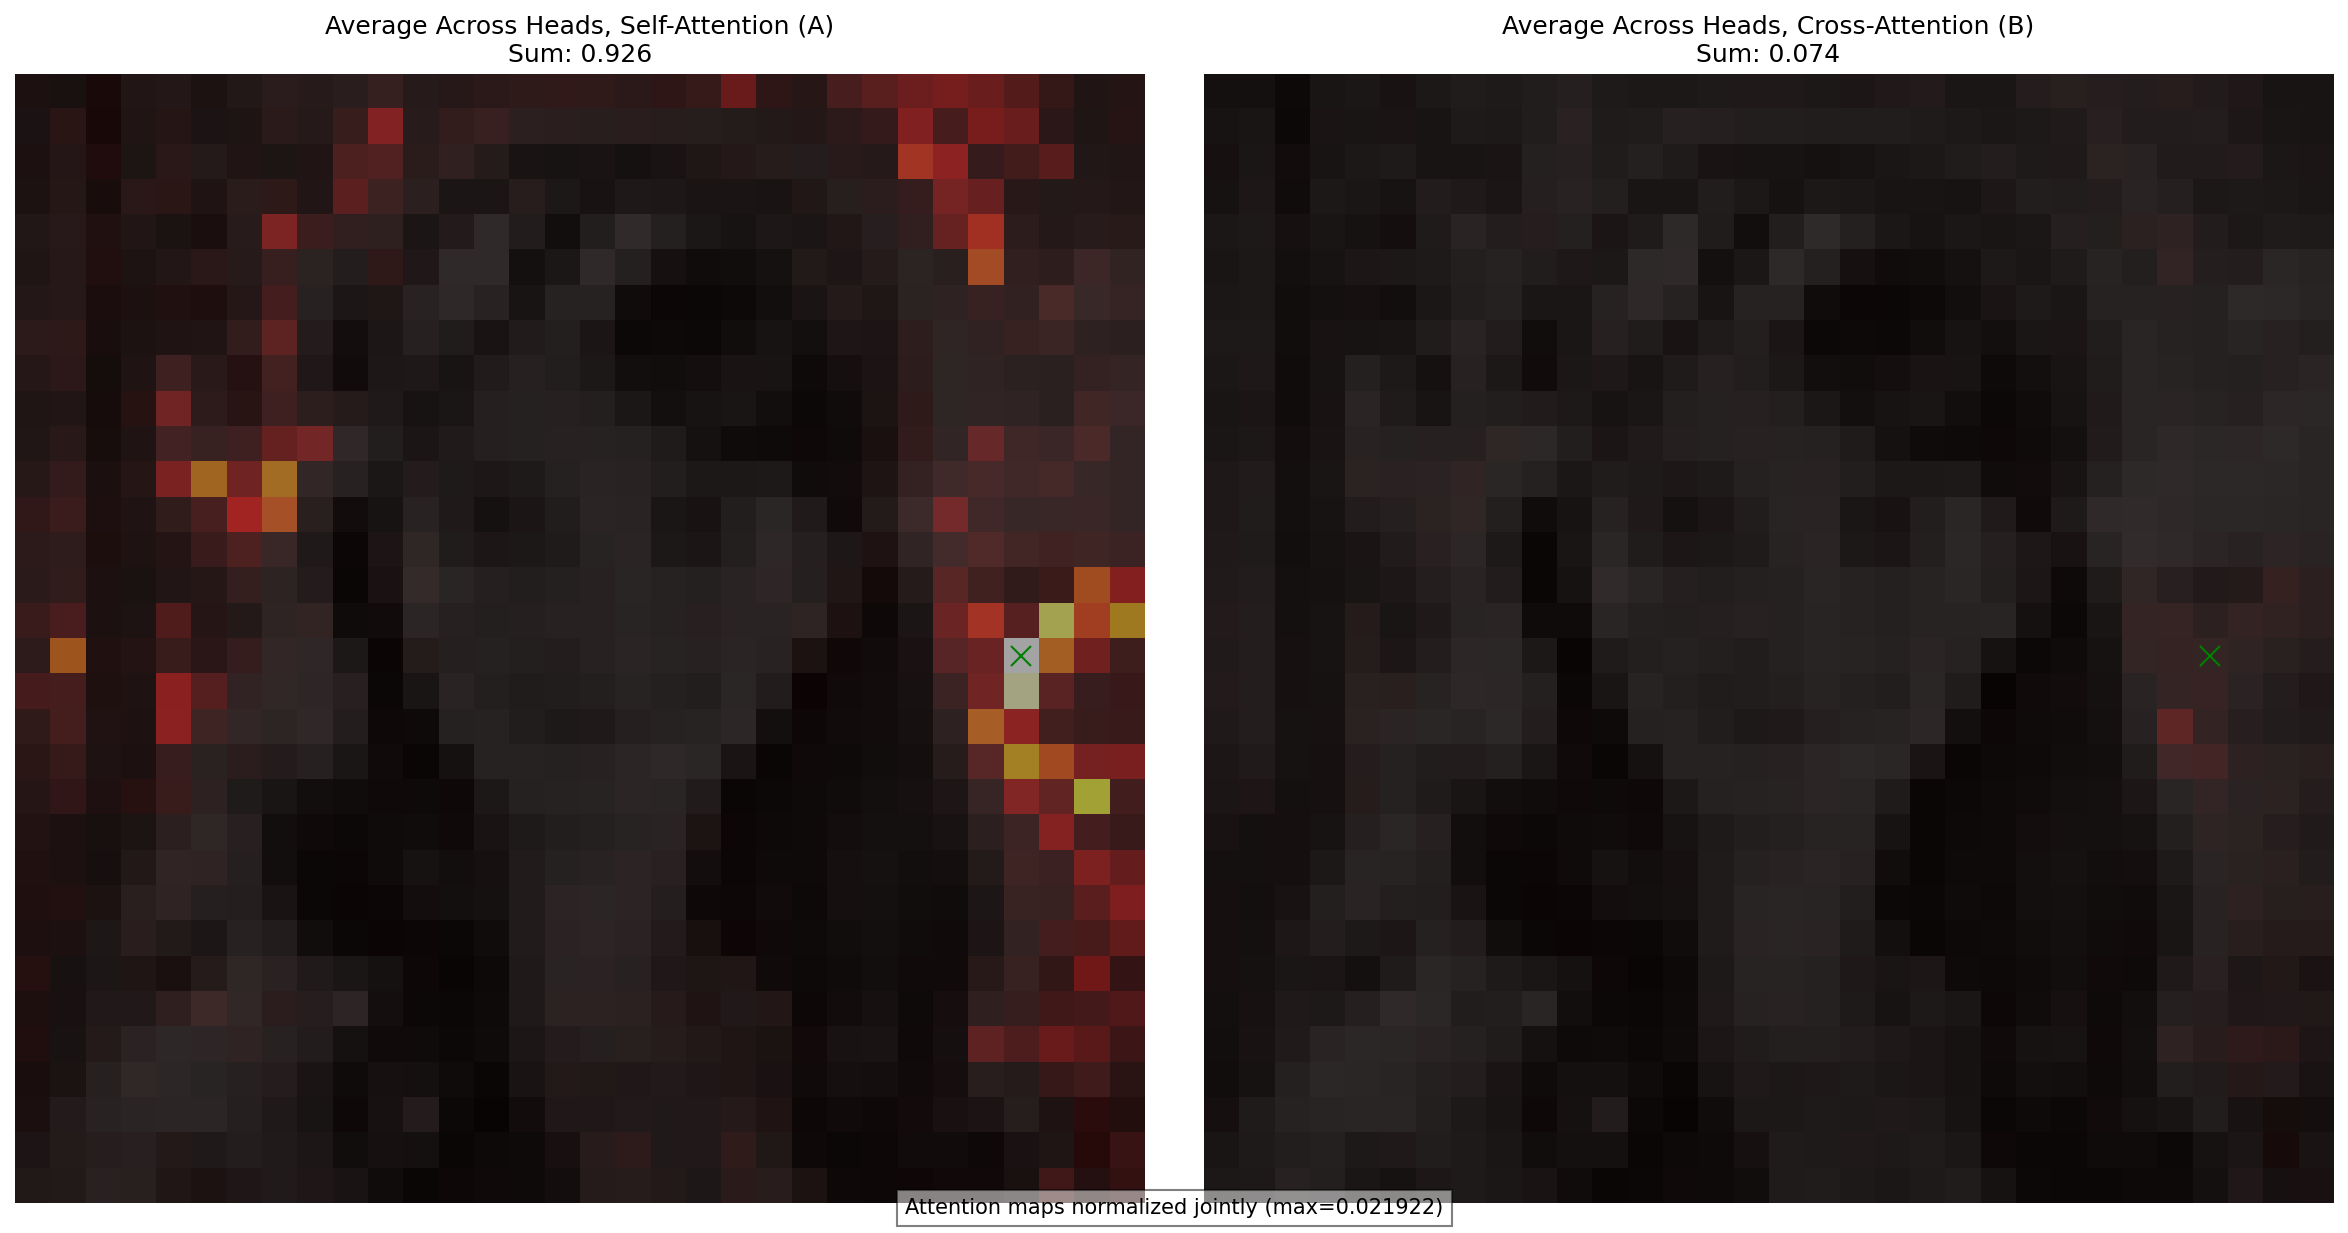 Average Across Heads, Self-Attention (A)
Sum: 0.926
Average Across Heads, Cross-Attention (B)
Sum: 0.074
Attention maps normalized jointly (max=0.021922)